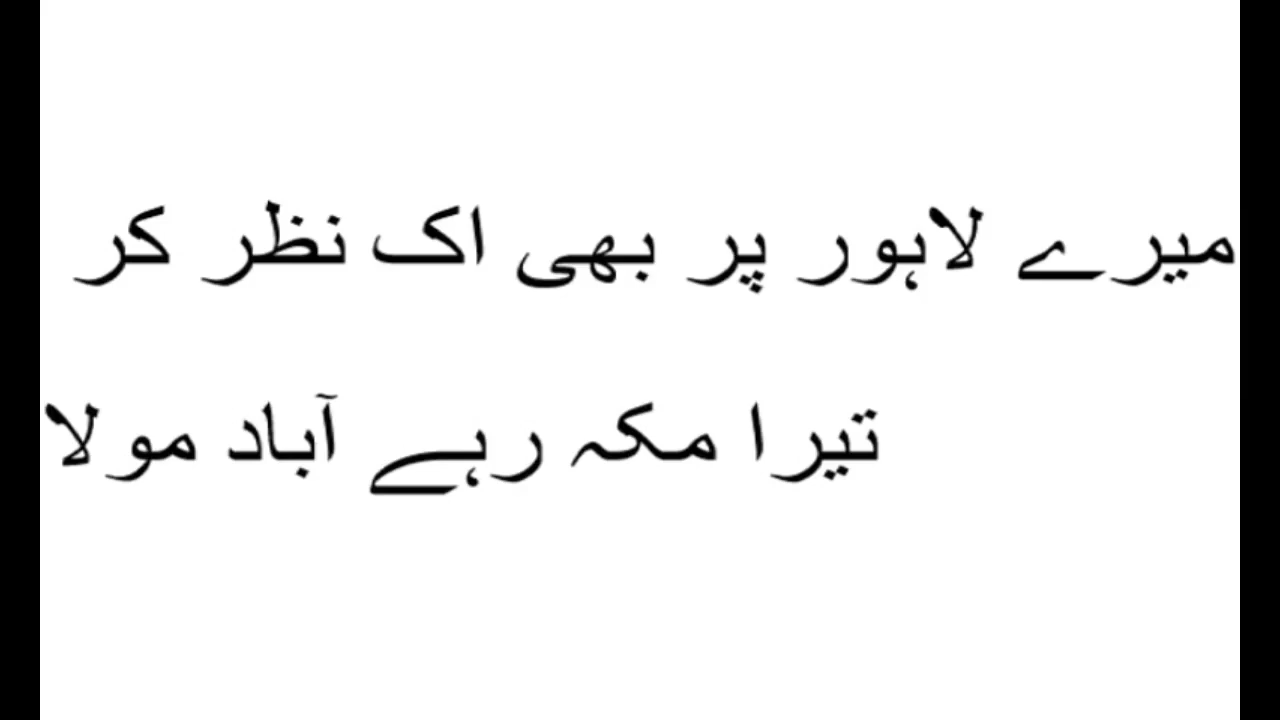 میرے لاہور پر بھی اک نظر کر
تیرا مکہ رہے آباد مولا